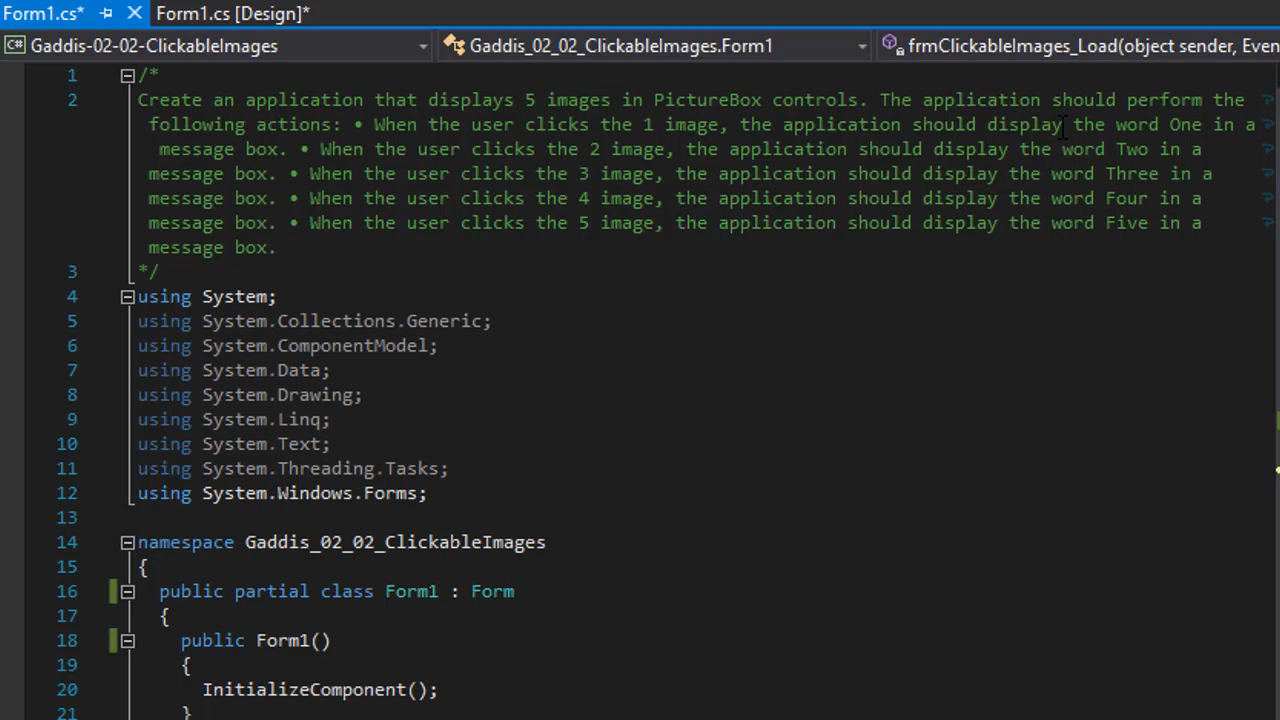 Form1.cs* Form1.cs [Design]*
C# Gaddis-02-02-ClickableImages Gaddis_02_02_ClickableImages.Form1 frmClickableImages_Load(object sender, Even
1 /*
2 Create an application that displays 5 images in PictureBox controls. The application should perform the
following actions: • When the user clicks the 1 image, the application should display the word One in a
message box. • When the user clicks the 2 image, the application should display the word Two in a
message box. • When the user clicks the 3 image, the application should display the word Three in a
message box. • When the user clicks the 4 image, the application should display the word Four in a
message box. • When the user clicks the 5 image, the application should display the word Five in a
message box.
3 */
4 using System;
5 using System.Collections.Generic;
6 using System.ComponentModel;
7 using System.Data;
8 using System.Drawing;
9 using System.Linq;
10 using System.Text;
11 using System.Threading.Tasks;
12 using System.Windows.Forms;
13
14 namespace Gaddis_02_02_ClickableImages
15 {
16 public partial class Form1 : Form
17 {
18 public Form1()
19 {
20 InitializeComponent();
21 }